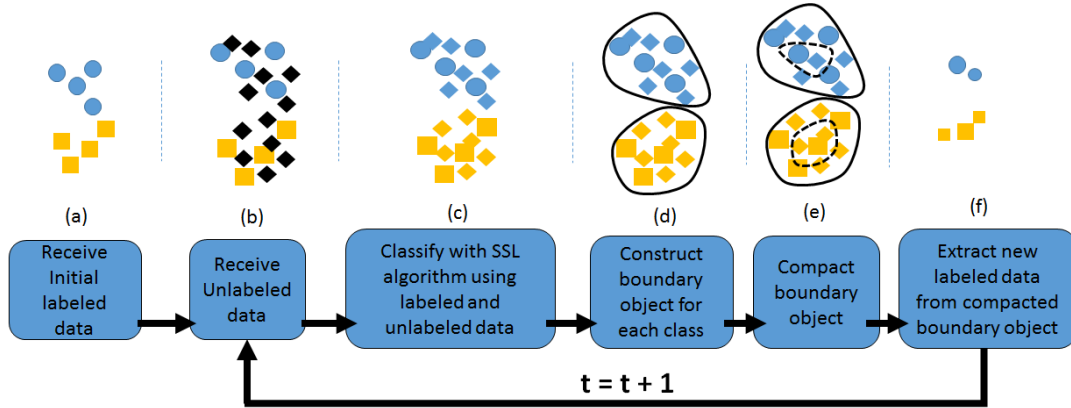 (a)
(b)
(c)
(d)
(e)
(f)
Receive
Initial
labeled
data
Receive
Unlabeled
data
Classify with SSL
algorithm using
labeled and
unlabeled data
Construct
boundary
object for
each class
Compact
boundary
object
Extract new
labeled data
from compacted
boundary object
t = t + 1